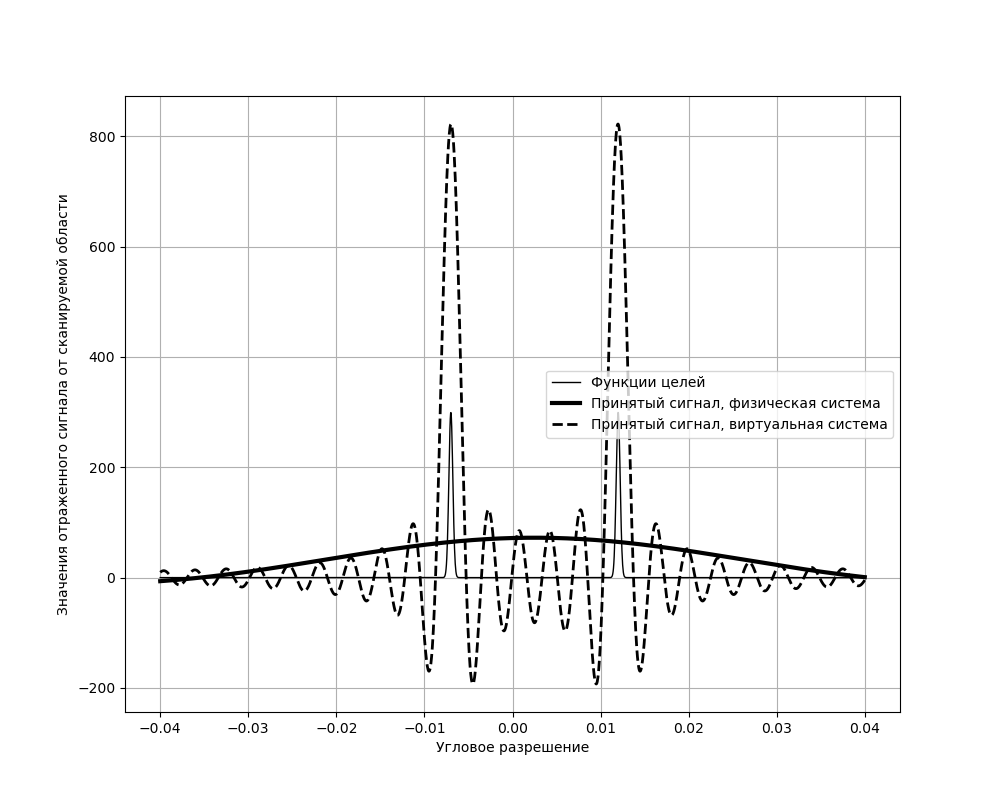 800
600
400
200
0
−200
Значения отраженного сигнала от сканируемой области
Функции целей
Принятый сигнал, физическая система
Принятый сигнал, виртуальная система
−0.04 −0.03 −0.02 −0.01 0.00 0.01 0.02 0.03 0.04
Угловое разрешение